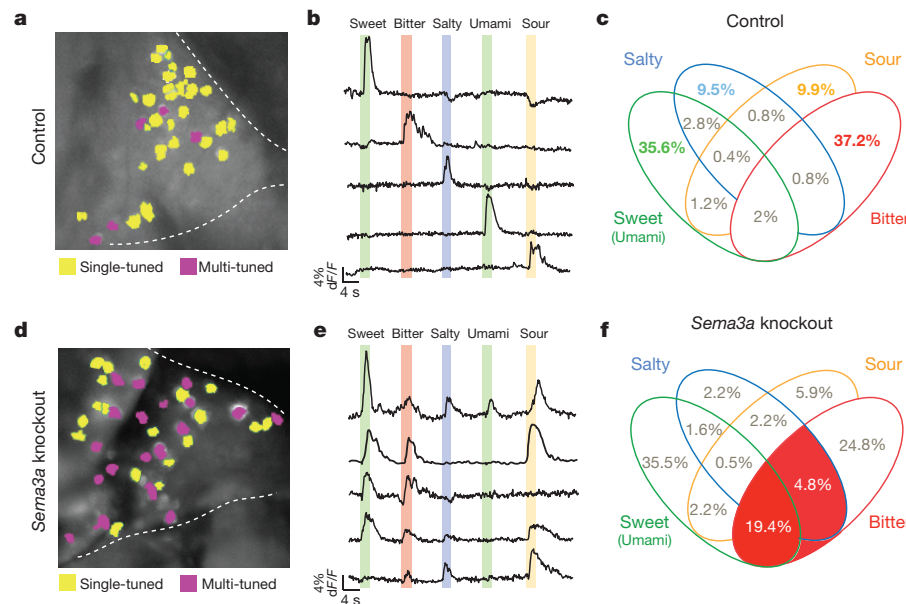 a
Control
Single-tuned Multi-tuned
b
Sweet Bitter Salty Umami Sour
4%
dF/F
4 s
c
Control
Salty
Sour
9.5%
9.9%
2.8%
0.8%
35.6%
0.4%
37.2%
0.8%
1.2%
2%
Sweet
(Umami)
Bitter
d
Sema3a knockout
Single-tuned Multi-tuned
e
Sweet Bitter Salty Umami Sour
4%
dF/F
4 s
f
Sema3a knockout
Salty
Sour
2.2%
5.9%
1.6%
2.2%
35.5%
0.5%
24.8%
4.8%
2.2%
19.4%
Sweet
(Umami)
Bitter